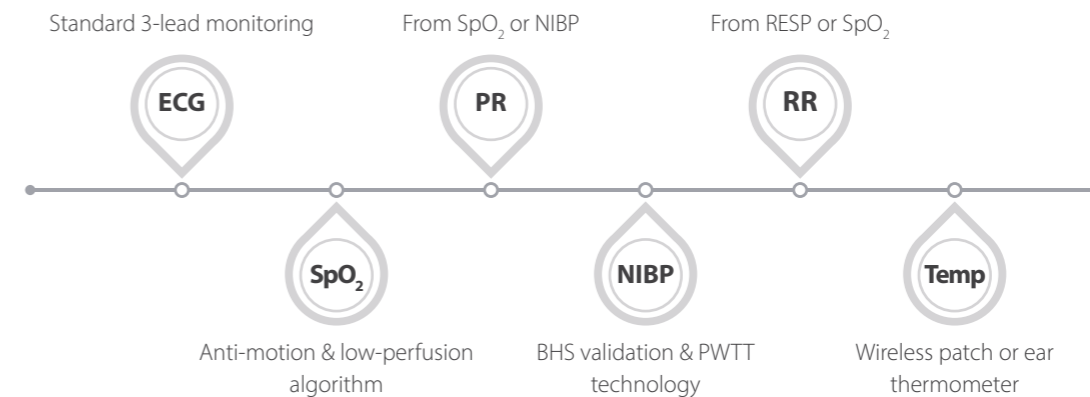 Standard 3-lead monitoring
From SpO₂ or NIBP
From RESP or SpO₂
ECG
PR
RR
SpO₂
NIBP
Temp
Anti-motion & low-perfusion
algorithm
BHS validation & PWTT
technology
Wireless patch or ear
thermometer